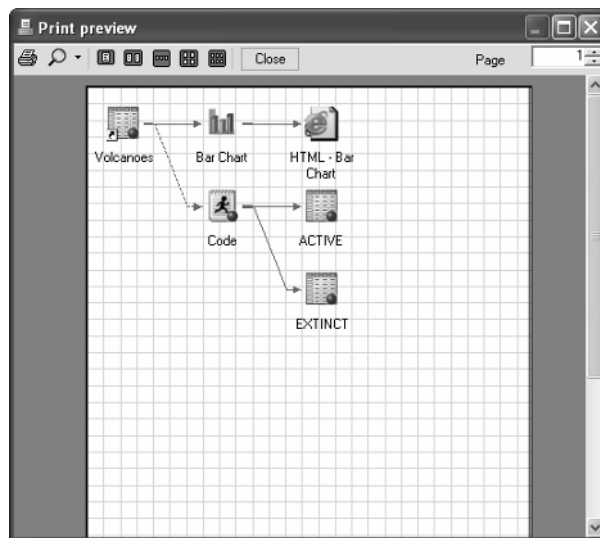 Print preview
Close
Page
1
Volcanoes
Bar Chart
HTML - Bar
Chart
Code
ACTIVE
EXTINCT